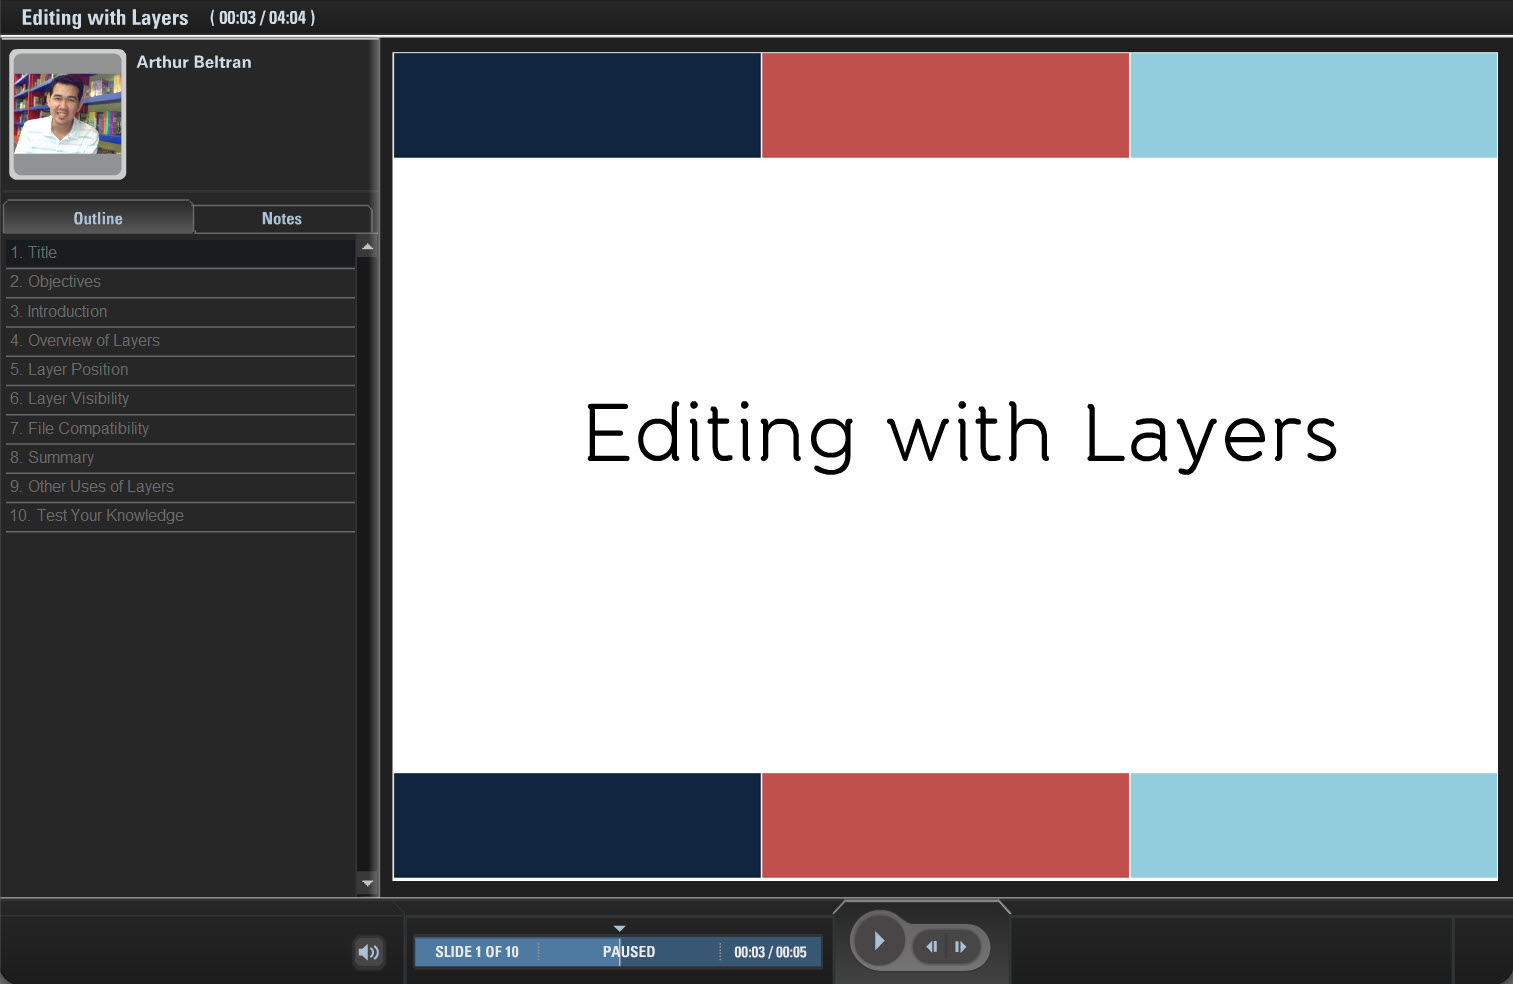 Editing with Layers ( 00:03 / 04:04 )
Arthur Beltran
Outline
Notes
1. Title
2. Objectives
3. Introduction
4. Overview of Layers
5. Layer Position
6. Layer Visibility
7. File Compatibility
8. Summary
9. Other Uses of Layers
10. Test Your Knowledge
Editing with Layers
SLIDE 1 OF 10
PAUSED
00:03 / 00:05